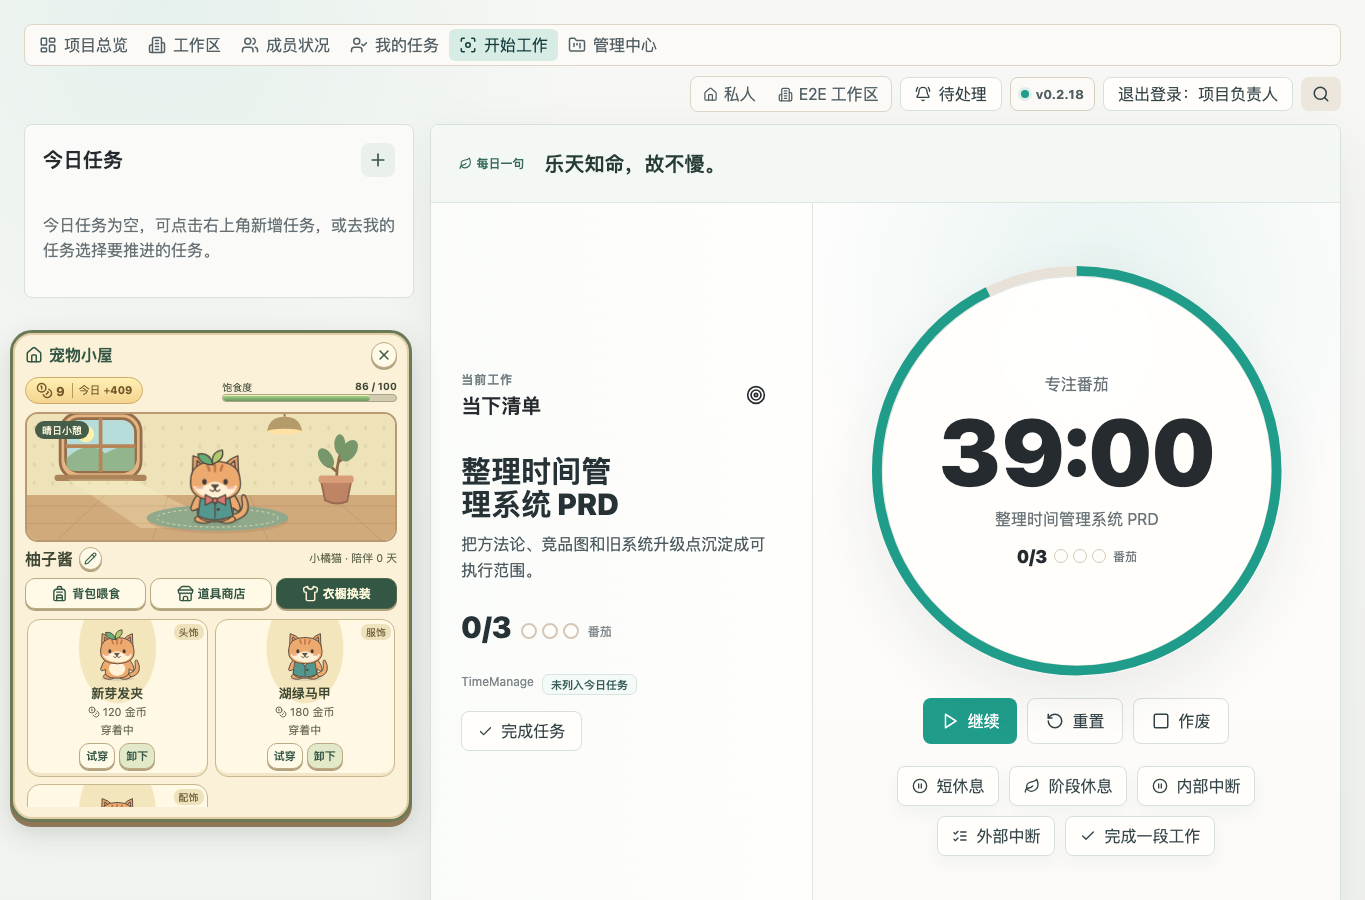 项目总览 工作区 成员状况 我的任务 开始工作 管理中心
私人 E2E 工作区 待处理 v0.2.18 退出登录：项目负责人
今日任务
今日任务为空，可点击右上角新增任务，或去我的
任务选择要推进的任务。
宠物小屋
9 今日 +409
饱食度 86 / 100
晴日小憩
柚子酱
小橘猫 · 陪伴 0 天
背包喂食 道具商店 衣橱换装
头饰
新芽发夹
120 金币
穿着中
试穿 卸下
服饰
湖绿马甲
180 金币
穿着中
试穿 卸下
配饰
每日一句 乐天知命，故不懮。
当前工作
当下清单
整理时间管
理系统 PRD
把方法论、竞品图和旧系统升级点沉淀成可
执行范围。
0/3 番茄
TimeManage 未列入今日任务
完成任务
专注番茄
39:00
整理时间管理系统 PRD
0/3 番茄
继续 重置 作废
短休息 阶段休息 内部中断
外部中断 完成一段工作